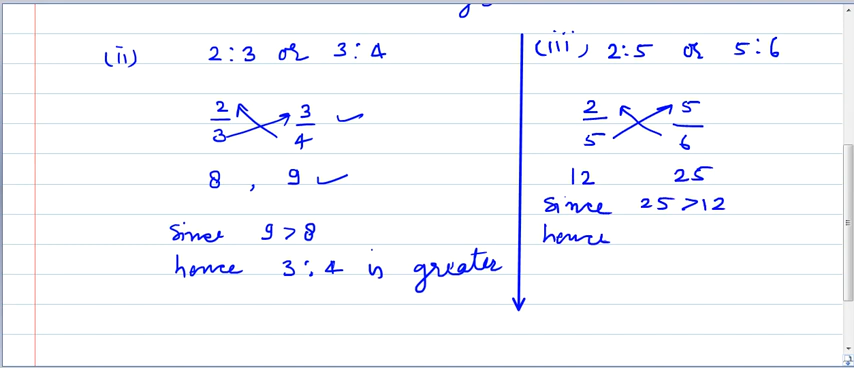 (ii) 2:3 or 3:4
2/3 3/4
8, 9
since 9>8
hence 3:4 is greater
(iii) 2:5 or 5:6
2/5 5/6
12 25
since 25>12
hence